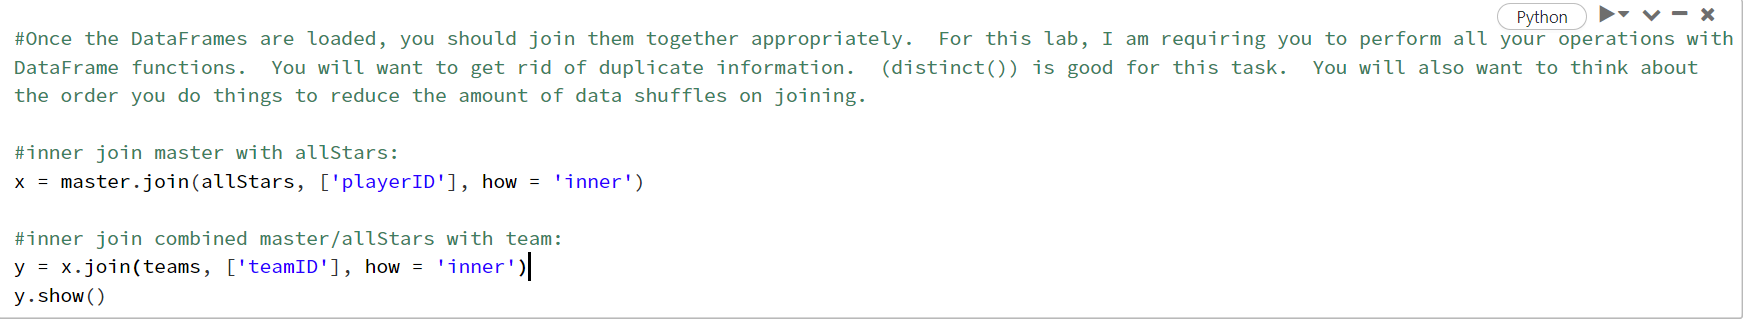 Python
#Once the DataFrames are loaded, you should join them together appropriately.  For this lab, I am requiring you to perform all your operations with
DataFrame functions.  You will want to get rid of duplicate information.  (distinct()) is good for this task.  You will also want to think about
the order you do things to reduce the amount of data shuffles on joining.
#inner join master with allStars:
x = master.join(allStars, ['playerID'], how = 'inner')
#inner join combined master/allStars with team:
y = x.join(teams, ['teamID'], how = 'inner')
y.show()